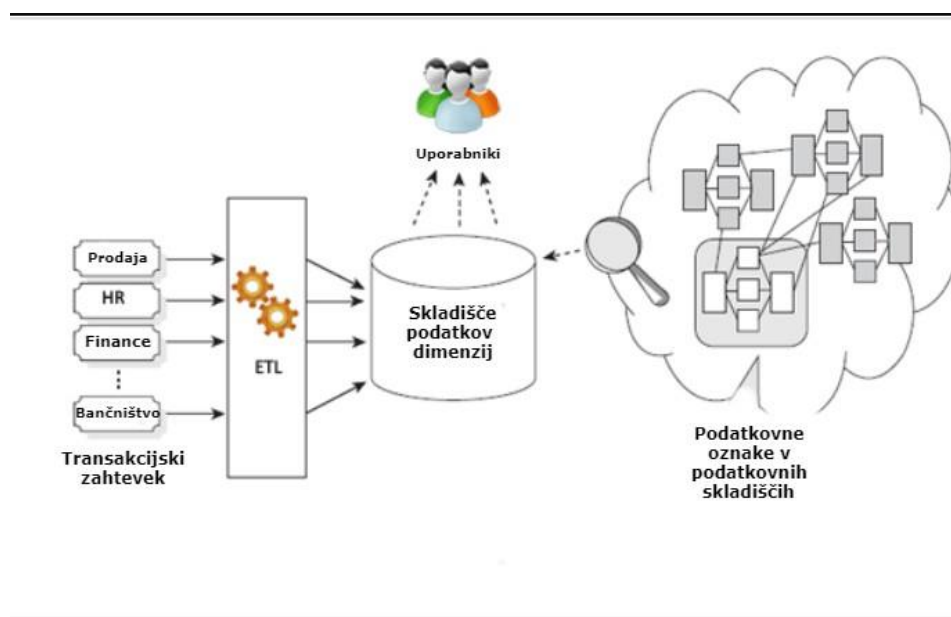 Uporabniki
Prodaja
HR
Finance
Bančništvo
Transakcijski
zahtevek
ETL
Skladišče
podatkov
dimenzij
Podatkovne
oznake v
podatkovnih
skladiščih